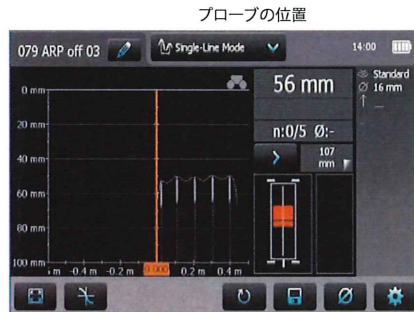 プローブの位置
079 ARP off 03
Single-Line Mode
14:00
Standard
Ø 16 mm
56 mm
n:0/5 Ø:-
107
mm
0 mm
20 mm
40 mm
60 mm
80 mm
100 mm
-0.4 m
-0.2 m
0.000
0.2 m
0.4 m